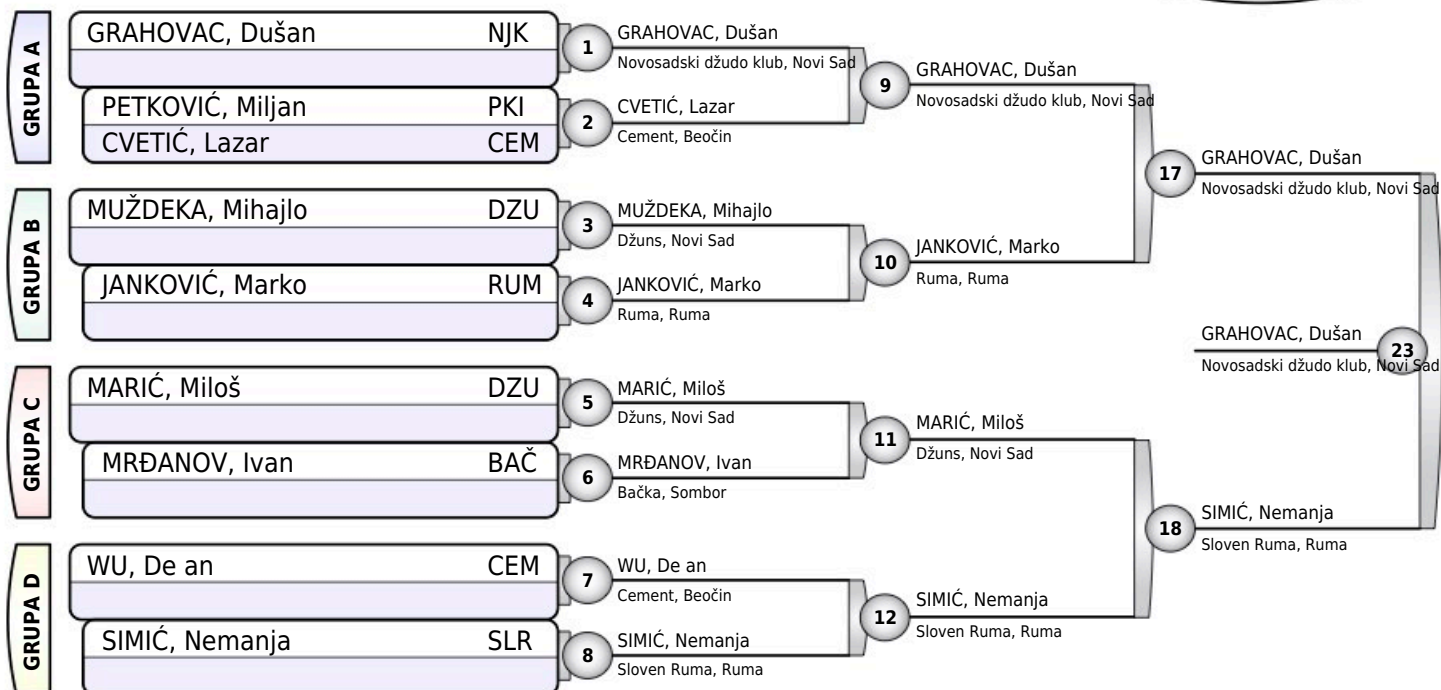 GRUPA A
GRAHOVAC, Dušan NJK
PETKOVIĆ, Miljan PKI
CVETIĆ, Lazar CEM
1
GRAHOVAC, Dušan
Novosadski džudo klub, Novi Sad
2
CVETIĆ, Lazar
Cement, Beočin
9
GRAHOVAC, Dušan
Novosadski džudo klub, Novi Sad
GRUPA B
MUŽDEKA, Mihajlo DZU
JANKOVIĆ, Marko RUM
3
MUŽDEKA, Mihajlo
Džuns, Novi Sad
4
JANKOVIĆ, Marko
Ruma, Ruma
10
JANKOVIĆ, Marko
Ruma, Ruma
17
GRAHOVAC, Dušan
Novosadski džudo klub, Novi Sad
GRUPA C
MARIĆ, Miloš DZU
MRĐANOV, Ivan BAČ
5
MARIĆ, Miloš
Džuns, Novi Sad
6
MRĐANOV, Ivan
Bačka, Sombor
11
MARIĆ, Miloš
Džuns, Novi Sad
GRUPA D
WU, De an CEM
SIMIĆ, Nemanja SLR
7
WU, De an
Cement, Beočin
8
SIMIĆ, Nemanja
Sloven Ruma, Ruma
12
SIMIĆ, Nemanja
Sloven Ruma, Ruma
18
SIMIĆ, Nemanja
Sloven Ruma, Ruma
GRAHOVAC, Dušan
23
Novosadski džudo klub, Novi Sad